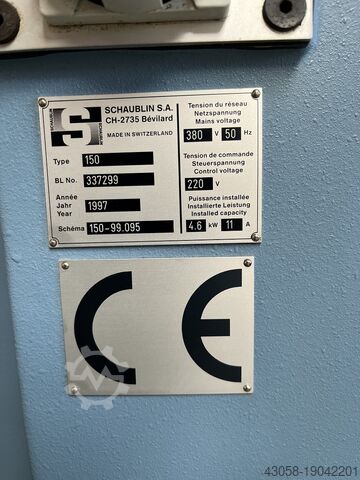 SCHAUBLIN
SCHAUBLIN
SCHAUBLIN S.A.
CH-2735 Bévilard
MADE IN SWITZERLAND
Type 150
BL No. 337299
Année
Jahr 1997
Year
Schéma 150-99.095
Tension du réseau
Netzspannung
Mains voltage
380 V 50 Hz
Tension de commande
Steuerspannung
Control voltage
220 V
Puissance installée
Installierte Leistung
Installed capacity
4.6 kW 11 A
CE
43058-19042201